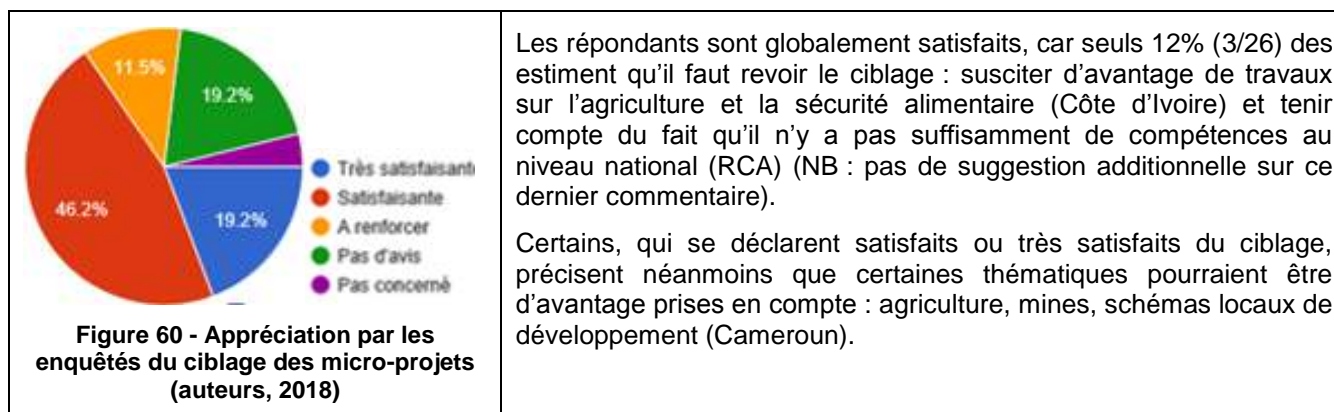 11.5%
19.2%
46.2%
19.2%
Très satisfaisant
Satisfaisante
A renforcer
Pas d'avis
Pas concerné
Figure 60 - Appréciation par les
enquêtés du ciblage des micro-projets
(auteurs, 2018)
Les répondants sont globalement satisfaits, car seuls 12% (3/26) des
estiment qu’il faut revoir le ciblage : susciter d’avantage de travaux
sur l’agriculture et la sécurité alimentaire (Côte d’Ivoire) et tenir
compte du fait qu’il n’y a pas suffisamment de compétences au
niveau national (RCA) (NB : pas de suggestion additionnelle sur ce
dernier commentaire).
Certains, qui se déclarent satisfaits ou très satisfaits du ciblage,
précisent néanmoins que certaines thématiques pourraient être
d’avantage prises en compte : agriculture, mines, schémas locaux de
développement (Cameroun).